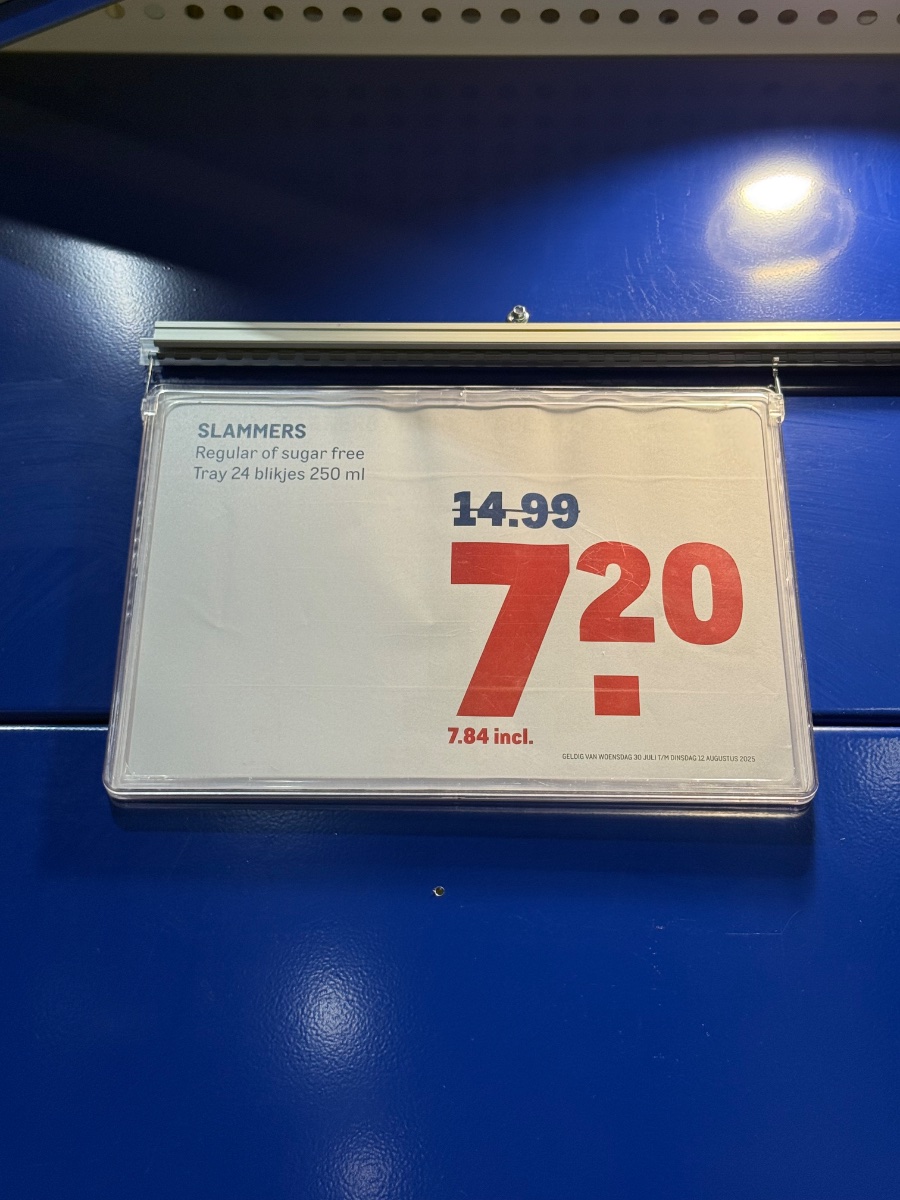 SLAMMERS
Regular of sugar free
Tray 24 blikjes 250 ml
14.99
7.20
7.84 incl.
GELDIG VAN WOENSDAG 30 JULI T/M DINSDAG 12 AUGUSTUS 2025